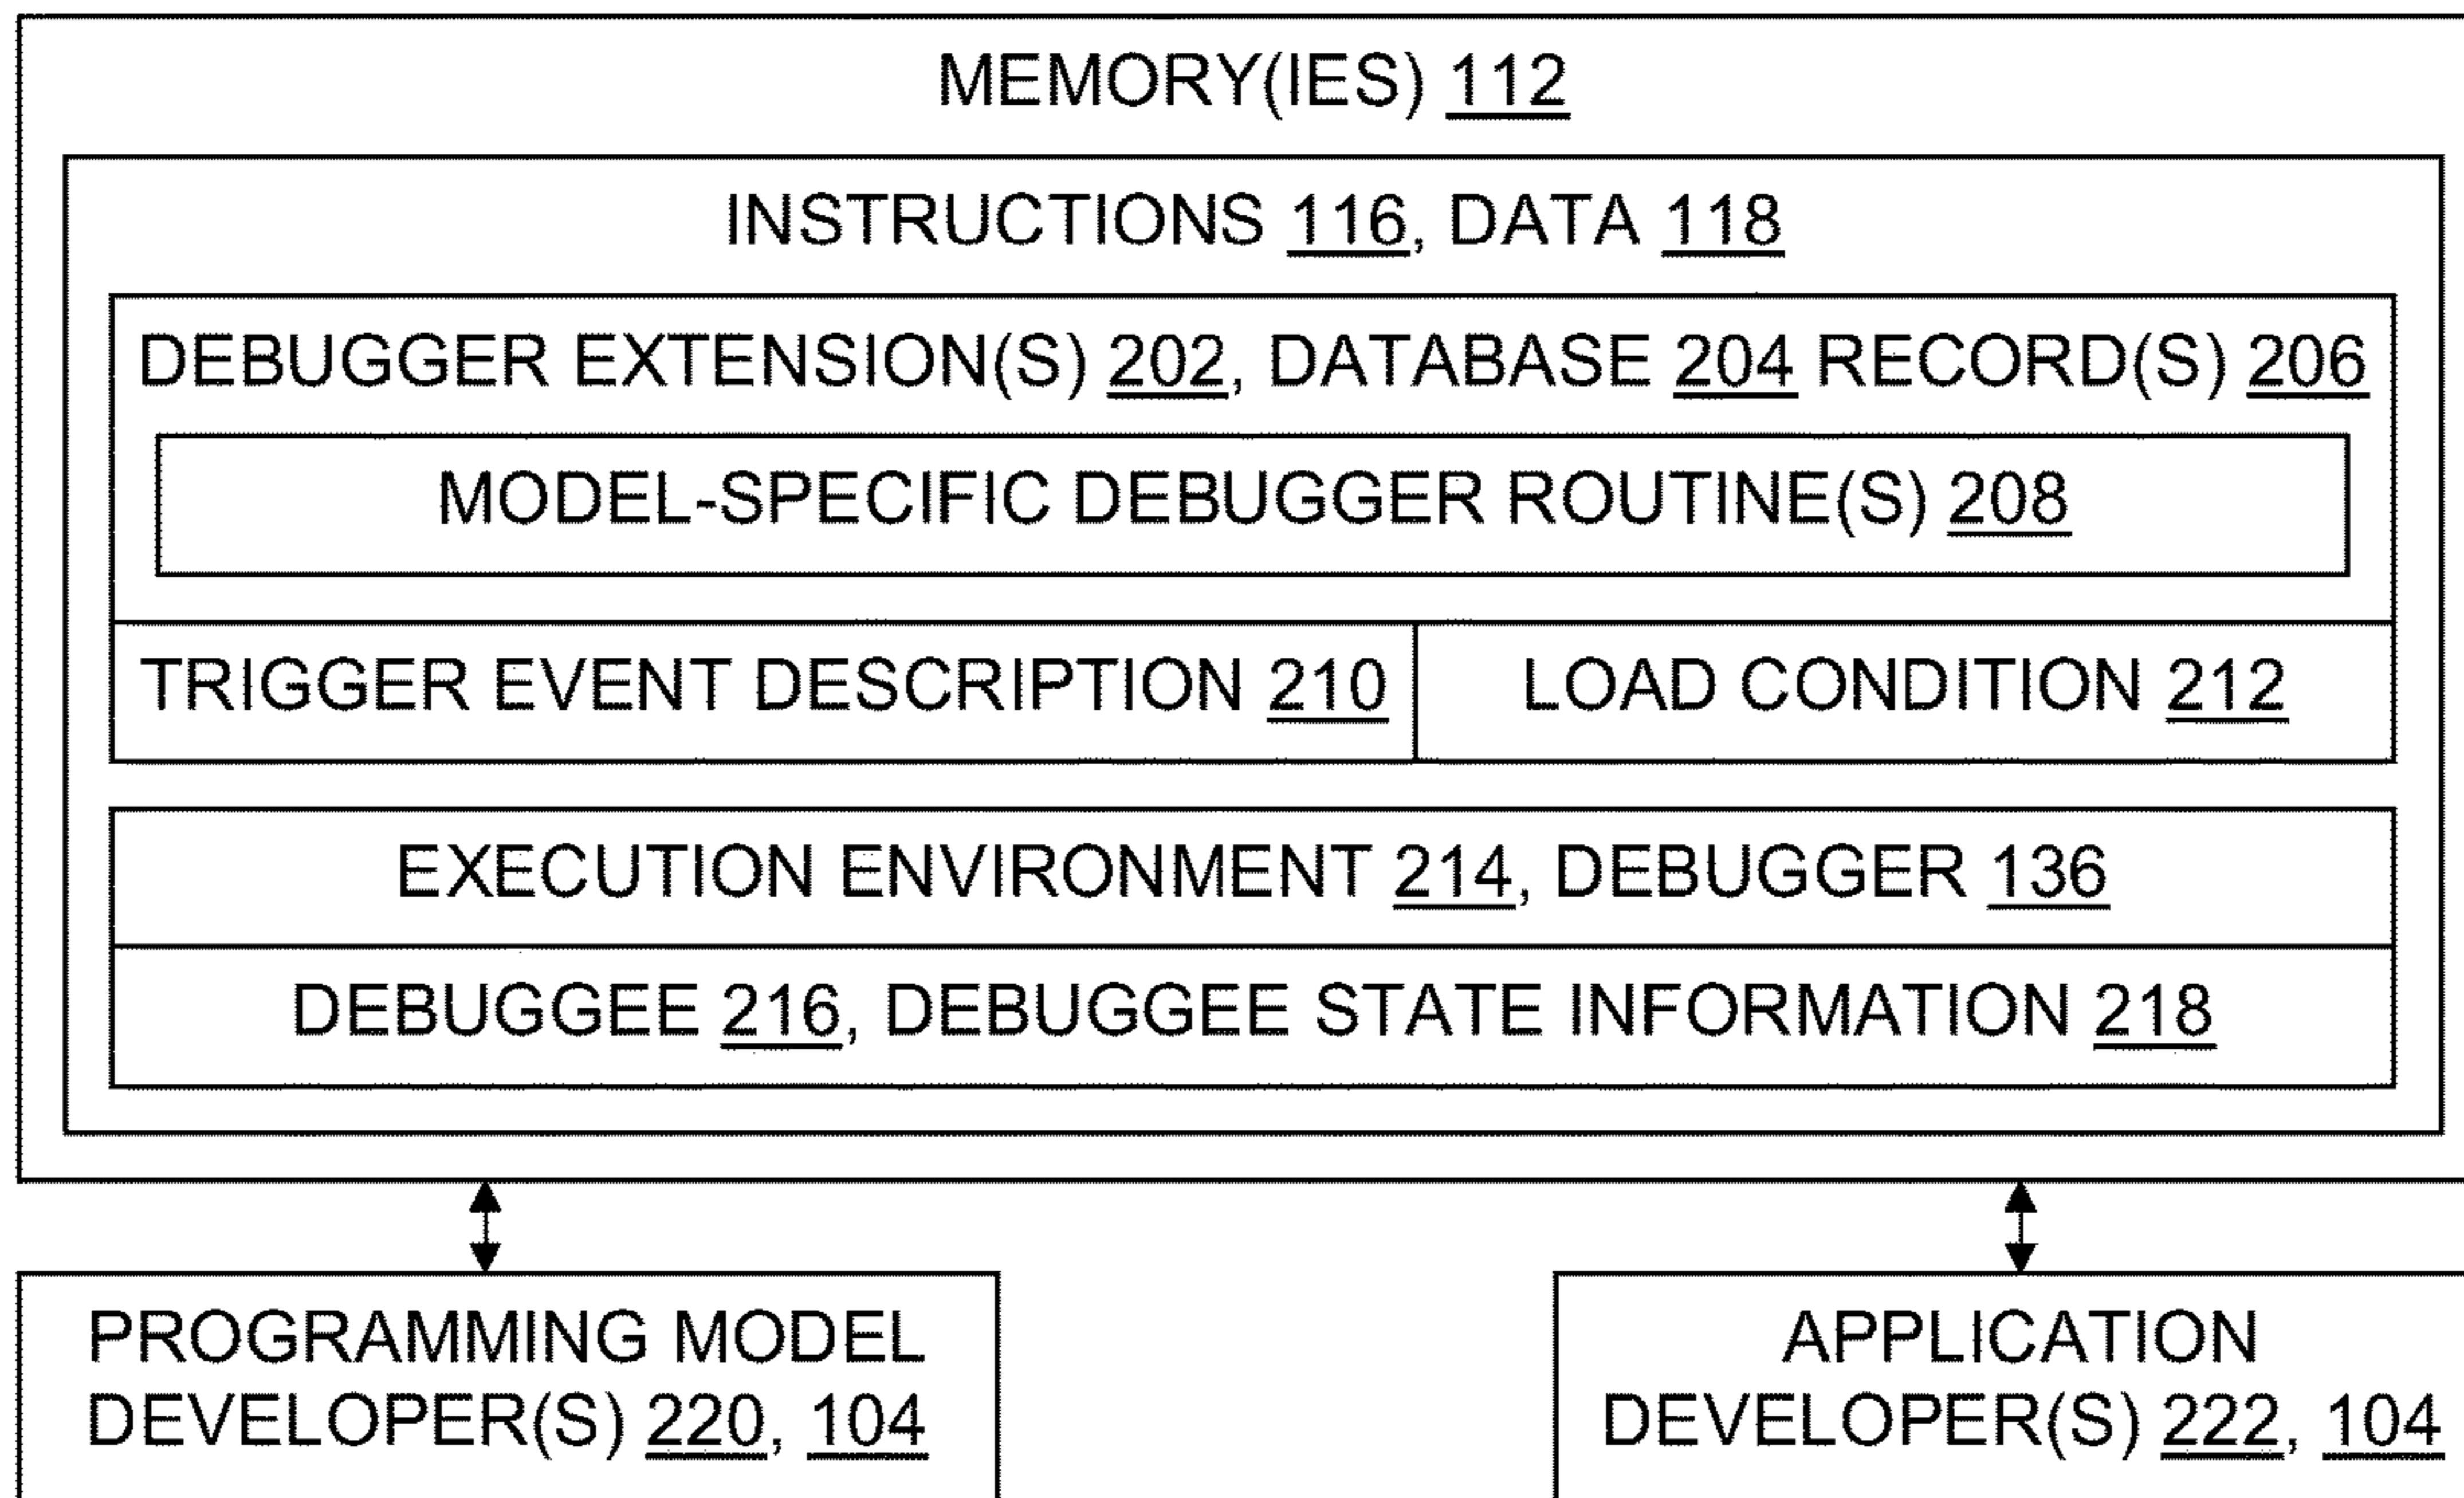 MEMORY(IES) 112
INSTRUCTIONS 116, DATA 118
DEBUGGER EXTENSION(S) 202, DATABASE 204 RECORD(S) 206
MODEL-SPECIFIC DEBUGGER ROUTINE(S) 208
TRIGGER EVENT DESCRIPTION 210
LOAD CONDITION 212
EXECUTION ENVIRONMENT 214, DEBUGGER 136
DEBUGGEE 216, DEBUGGEE STATE INFORMATION 218
PROGRAMMING MODEL
DEVELOPER(S) 220, 104
APPLICATION
DEVELOPER(S) 222, 104